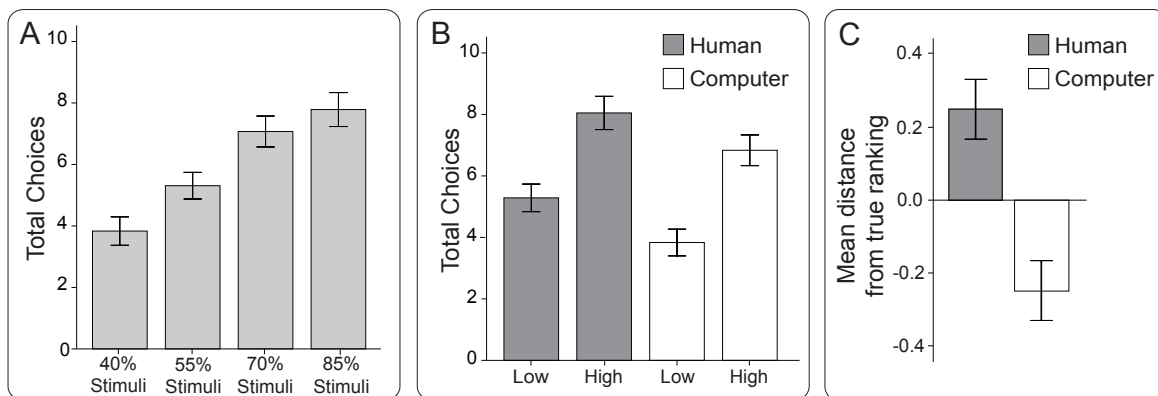 A
Total Choices
10
8
6
4
2
0
40%
Stimuli
55%
Stimuli
70%
Stimuli
85%
Stimuli
B
Human
Computer
Total Choices
10
8
6
4
2
0
Low
High
Low
High
C
Human
Computer
Mean distance
from true ranking
0.4
0.2
0.0
-0.2
-0.4